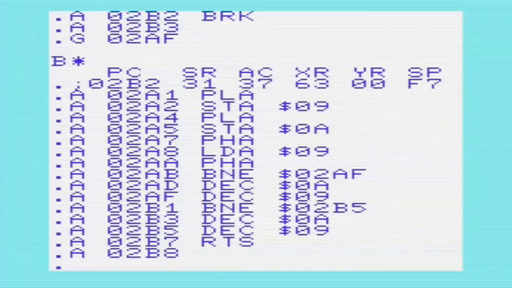 .A 02B2 BRK
.A 02B3
.G 02AF
B*
PC SR AC XR YR SP
.;02B2 31 37 63 00 F7
.A 02A1 PLA
.A 02A2 STA $09
.A 02A4 PLA
.A 02A5 STA $0A
.A 02A7 PHA
.A 02A8 LDA $09
.A 02AA PHA
.A 02AB BNE $02AF
.A 02AD DEC $0A
.A 02AF DEC $09
.A 02B1 BNE $02B5
.A 02B3 DEC $0A
.A 02B5 DEC $09
.A 02B7 RTS
.A 02B8
.